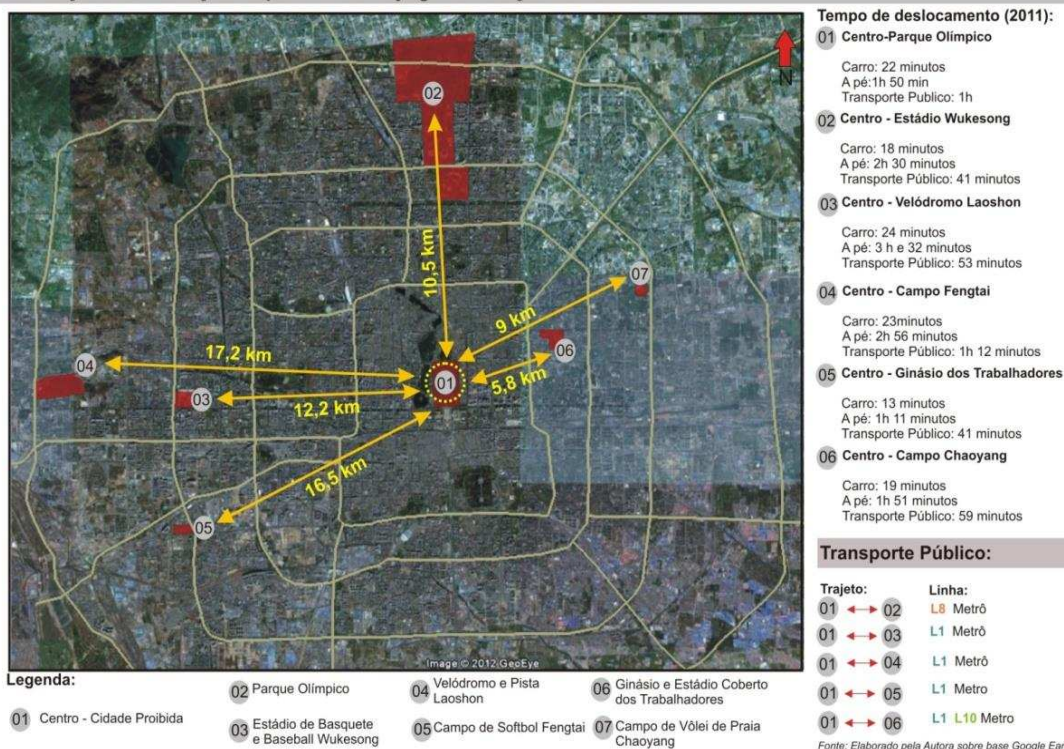 Tempo de deslocamento (2011):
01 Centro-Parque Olímpico
Carro: 22 minutos
A pé:1h 50 min
Transporte Publico: 1h
02 Centro - Estádio Wukesong
Carro: 18 minutos
A pé: 2h 30 minutos
Transporte Público: 41 minutos
03 Centro - Velódromo Laoshon
Carro: 24 minutos
A pé: 3 h e 32 minutos
Transporte Público: 53 minutos
04 Centro - Campo Fengtai
Carro: 23minutos
A pé: 2h 56 minutos
Transporte Público: 1h 12 minutos
05 Centro - Ginásio dos Trabalhadores
Carro: 13 minutos
A pé: 1h 11 minutos
Transporte Público: 41 minutos
06 Centro - Campo Chaoyang
Carro: 19 minutos
A pé: 1h 51 minutos
Transporte Público: 59 minutos
Transporte Público:
Trajeto: Linha:
01 02 L8 Metrô
01 03 L1 Metrô
01 04 L1 Metrô
01 05 L1 Metro
01 06 L1 L10 Metro
N
02
10,5 km
07
9 km
06
5,8 km
01
04
17,2 km
03
12,2 km
16,5 km
05
Image © 2012 GeoEye
Legenda:
01 Centro - Cidade Proibida
02 Parque Olímpico
03 Estádio de Basquete
e Baseball Wukesong
04 Velódromo e Pista
Laoshon
05 Campo de Softbol Fengtai
06 Ginásio e Estádio Coberto
dos Trabalhadores
07 Campo de Vôlei de Praia
Chaoyang
Fonte: Elaborado pela Autora sobre base Google